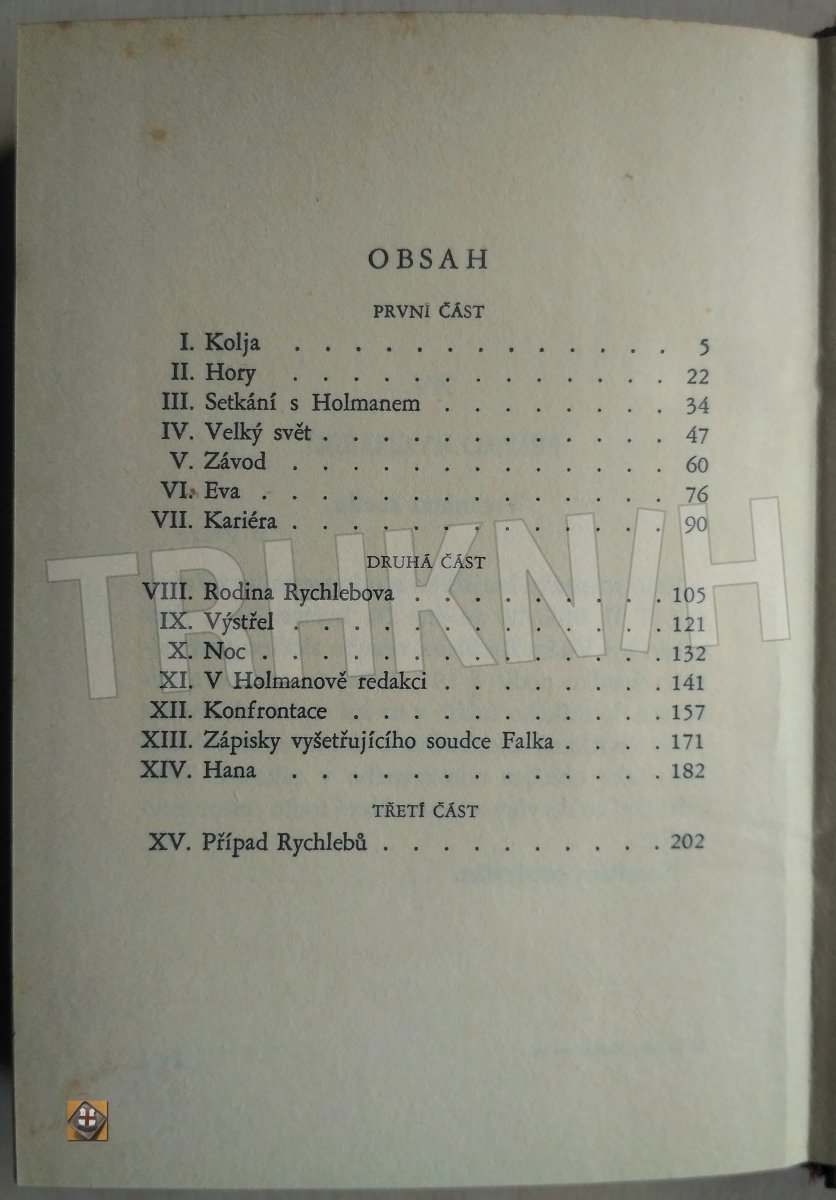 OBSAH
PRVNÍ ČÁST
I. Kolja . . . . . . . . . . . . . 5
II. Hory . . . . . . . . . . . . . 22
III. Setkání s Holmanem . . . . . . . . 34
IV. Velký svět . . . . . . . . . . . . 47
V. Závod . . . . . . . . . . . . . 60
VI. Eva . . . . . . . . . . . . . . 76
VII. Kariéra . . . . . . . . . . . . . 90
DRUHÁ ČÁST
VIII. Rodina Rychlebova . . . . . . . . . 105
IX. Výstřel . . . . . . . . . . . . . 121
X. Noc . . . . . . . . . . . . . . 132
XI. V Holmanově redakci . . . . . . . . 141
XII. Konfrontace . . . . . . . . . . . 157
XIII. Zápisky vyšetřujícího soudce Falka . . . . 171
XIV. Hana . . . . . . . . . . . . . 182
TŘETÍ ČÁST
XV. Případ Rychlebů . . . . . . . . . . 202
TRHKNIH